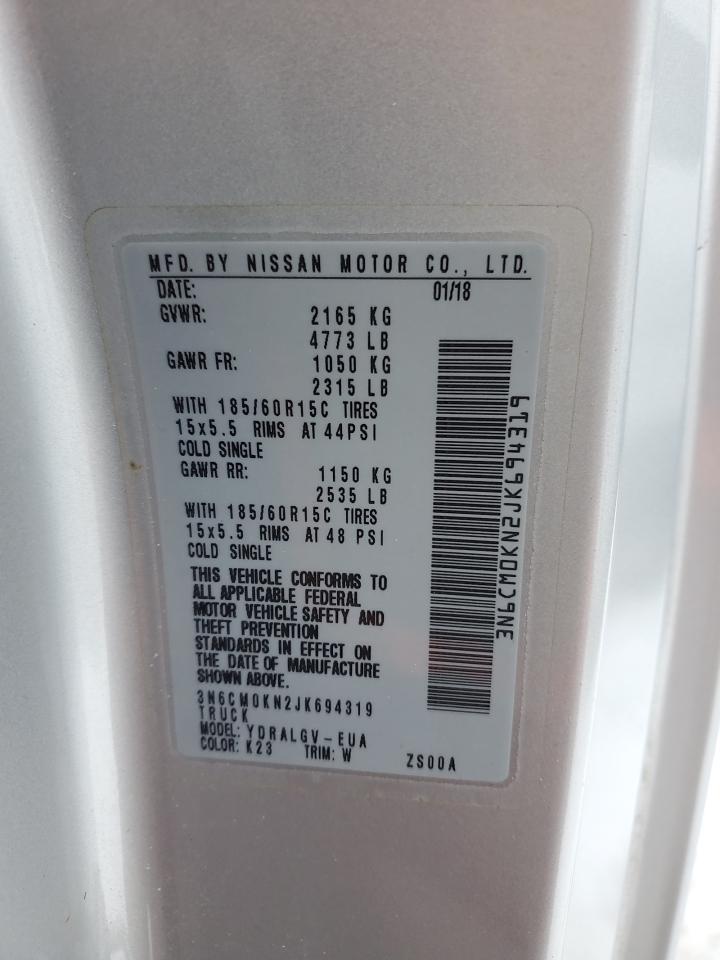 MFD. BY NISSAN MOTOR CO., LTD.
DATE: 01/18
GVWR: 2165 KG
4773 LB
GAWR FR: 1050 KG
2315 LB
WITH 185/60R15C TIRES
15x5.5 RIMS AT 44PSI
COLD SINGLE
GAWR RR: 1150 KG
2535 LB
WITH 185/60R15C TIRES
15x5.5 RIMS AT 48 PSI
COLD SINGLE
THIS VEHICLE CONFORMS TO
ALL APPLICABLE FEDERAL
MOTOR VEHICLE SAFETY AND
THEFT PREVENTION
STANDARDS IN EFFECT ON
THE DATE OF MANUFACTURE
SHOWN ABOVE.
3N6CM0KN2JK694319
TRUCK
MODEL: YDRALGV-EUA
COLOR: K23 TRIM: W ZS00A
3N6CM0KN2JK694319